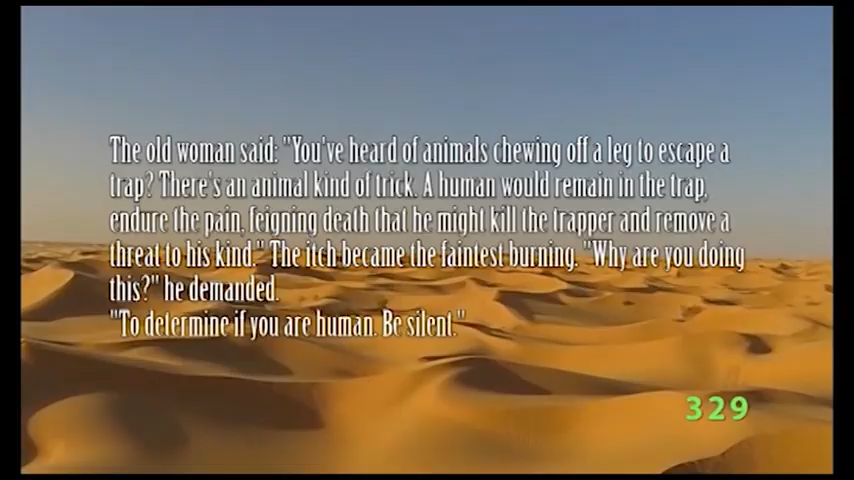 The old woman said: "You've heard of animals chewing off a leg to escape a
trap? There's an animal kind of trick. A human would remain in the trap,
endure the pain, feigning death that he might kill the trapper and remove a
threat to his kind." The itch became the faintest burning. "Why are you doing
this?" he demanded.
"To determine if you are human. Be silent."
329